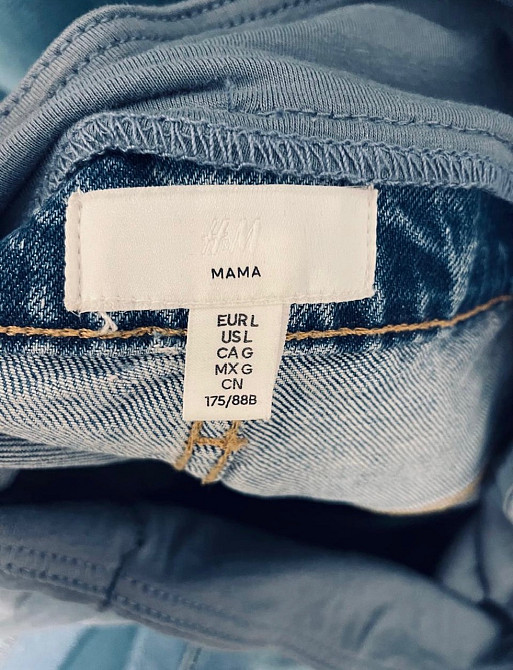 H&M
MAMA
EUR L
US L
CA G
MX G
CN
175/88B